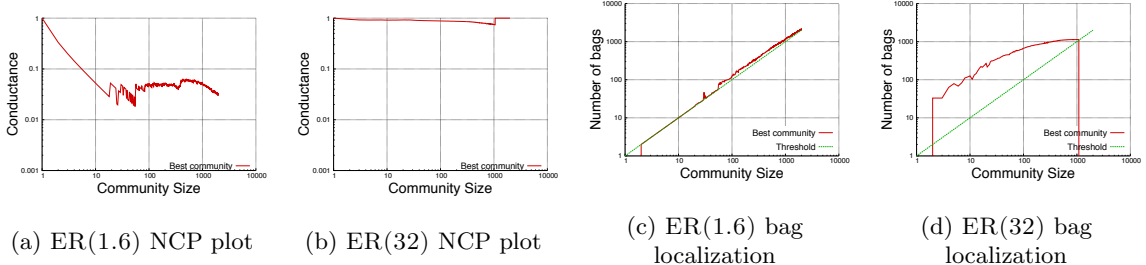 1
0.1
0.01
0.001
1
10
100
1000
10000
Conductance
Community Size
Best community
(a) ER(1.6) NCP plot
1
0.1
0.01
0.001
1
10
100
1000
10000
Conductance
Community Size
Best community
(b) ER(32) NCP plot
10000
1000
100
10
1
1
10
100
1000
10000
Number of bags
Community Size
Best community
Threshold
(c) ER(1.6) bag
localization
10000
1000
100
10
1
1
10
100
1000
10000
Number of bags
Community Size
Best community
Threshold
(d) ER(32) bag
localization